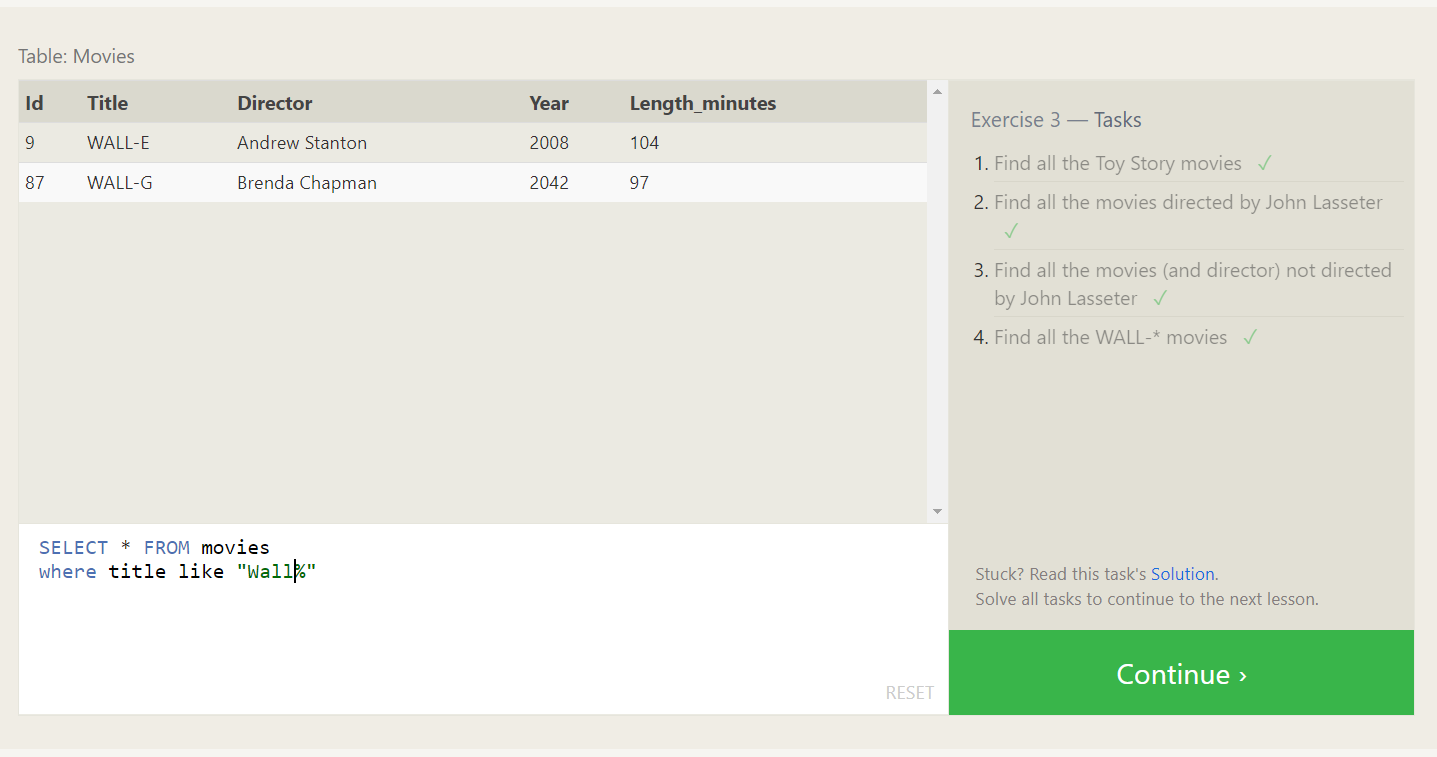 Table: Movies
Id Title Director Year Length_minutes
9 WALL-E Andrew Stanton 2008 104
87 WALL-G Brenda Chapman 2042 97
SELECT * FROM movies
where title like "Wall%"
RESET
Exercise 3 — Tasks
1. Find all the Toy Story movies ✓
2. Find all the movies directed by John Lasseter
✓
3. Find all the movies (and director) not directed
by John Lasseter ✓
4. Find all the WALL-* movies ✓
Stuck? Read this task's Solution.
Solve all tasks to continue to the next lesson.
Continue ›